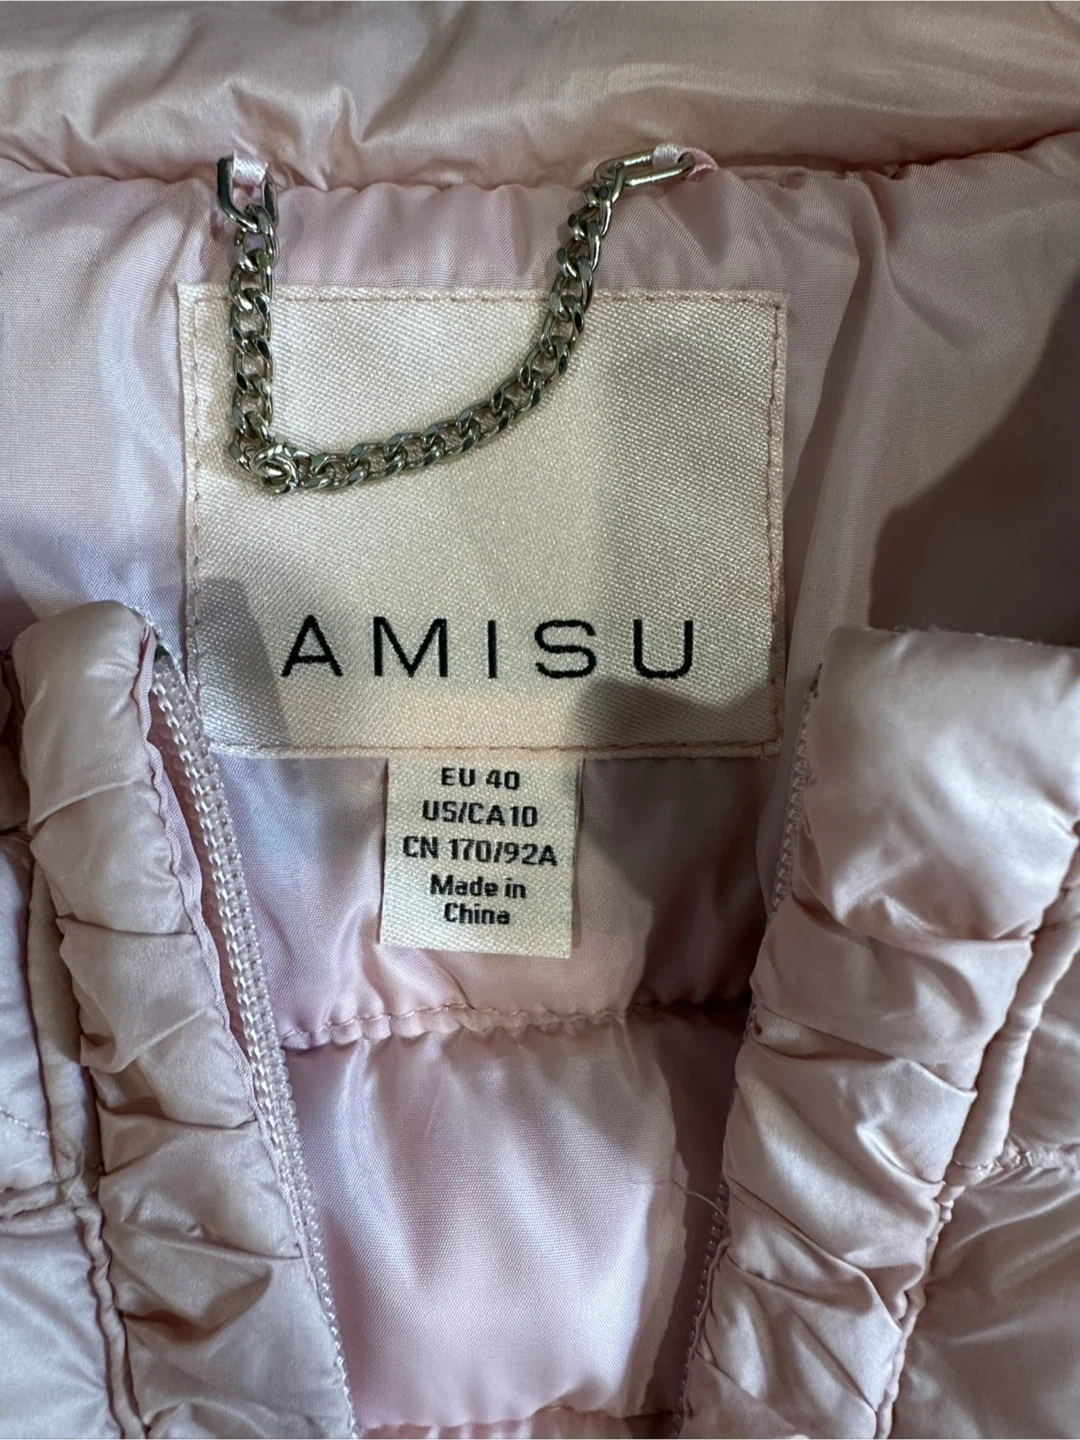 AMISU
EU 40
US/CA10
CN 170/92A
Made in
China